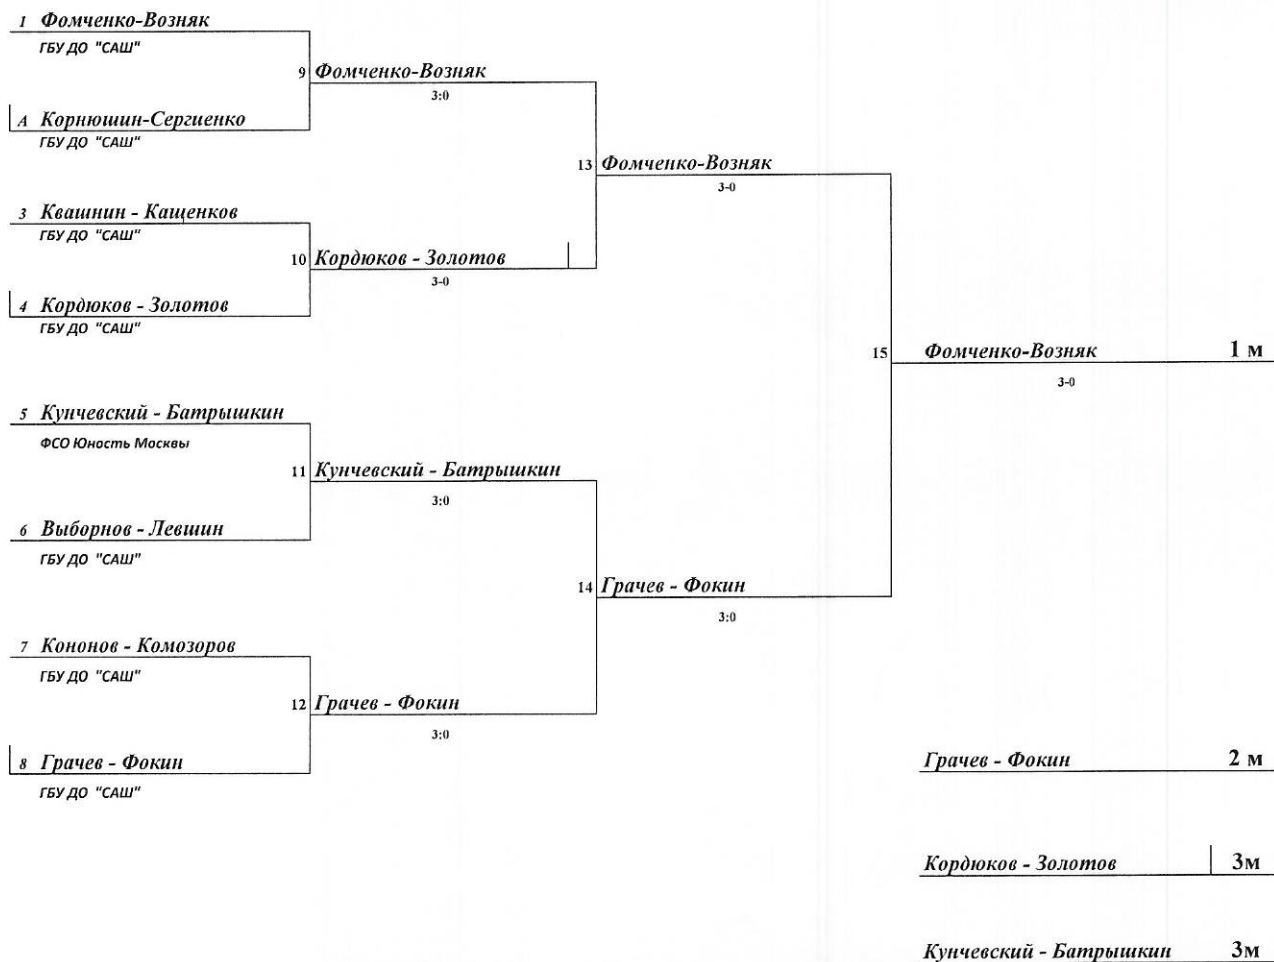 1 Фомченко-Возняк
ГБУ ДО "САШ"
9 Фомченко-Возняк
3:0
А Корнюшин-Сергиенко
ГБУ ДО "САШ"
13 Фомченко-Возняк
3-0
3 Квашнин - Кащенков
ГБУ ДО "САШ"
10 Кордюков - Золотов
3-0
4 Кордюков - Золотов
ГБУ ДО "САШ"
15 Фомченко-Возняк 1 м
3-0
5 Кунчевский - Батрышкин
ФСО Юность Москвы
11 Кунчевский - Батрышкин
3:0
6 Выборнов - Левшин
ГБУ ДО "САШ"
14 Грачев - Фокин
3:0
7 Кононов - Комозоров
ГБУ ДО "САШ"
12 Грачев - Фокин
3:0
8 Грачев - Фокин
ГБУ ДО "САШ"
Грачев - Фокин 2 м
Кордюков - Золотов 3м
Кунчевский - Батрышкин 3м